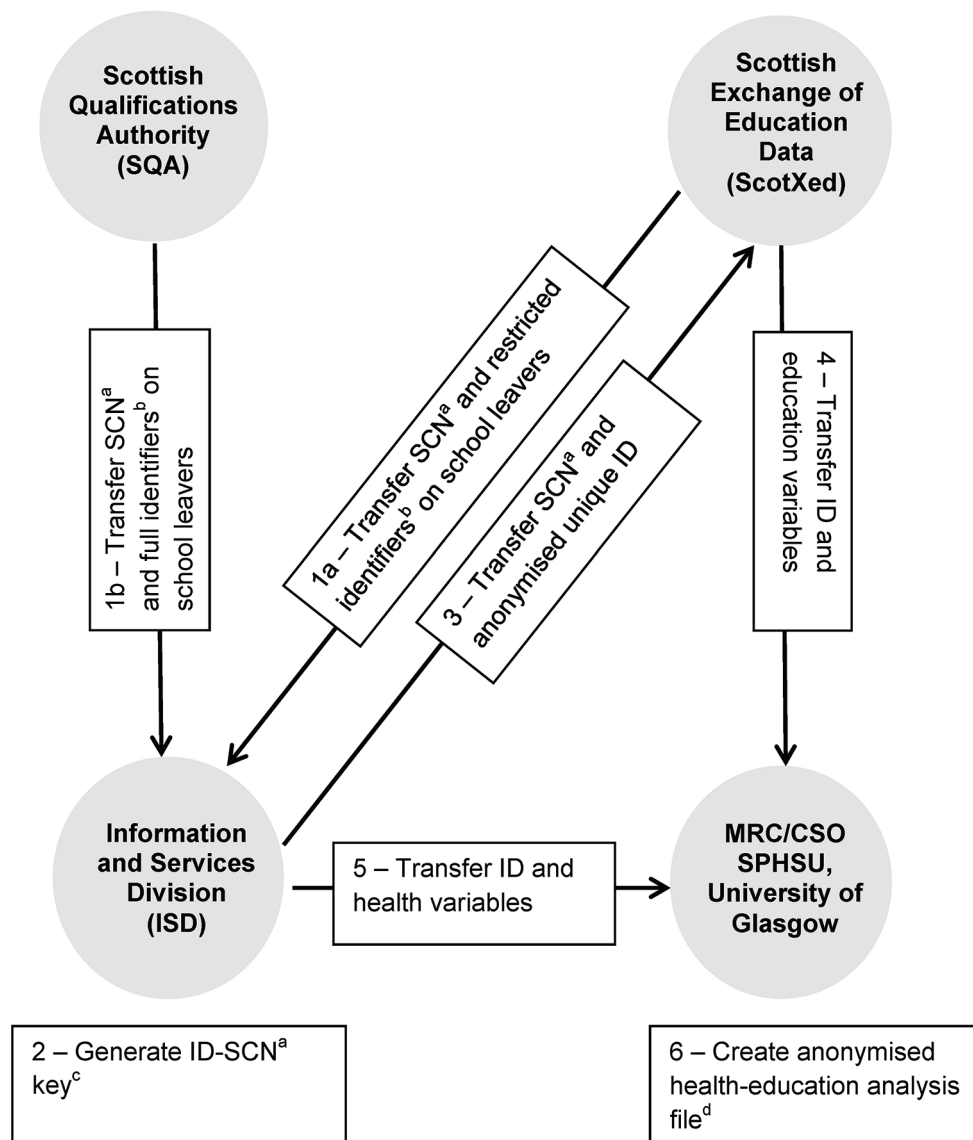 Scottish
Qualifications
Authority
(SQA)
Scottish
Exchange of
Education
Data
(ScotXed)
1b – Transfer SCNᵃ
and full identifiersᵇ on
school leavers
1a – Transfer SCNᵃ and restricted
identifiersᵇ on school leavers
3 – Transfer SCNᵃ and
anonymised unique ID
4 – Transfer ID and
education variables
Information
and Services
Division
(ISD)
5 – Transfer ID and
health variables
MRC/CSO
SPHSU,
University of
Glasgow
2 – Generate ID-SCNᵃ
keyᶜ
6 – Create anonymised
health-education analysis
fileᵈ